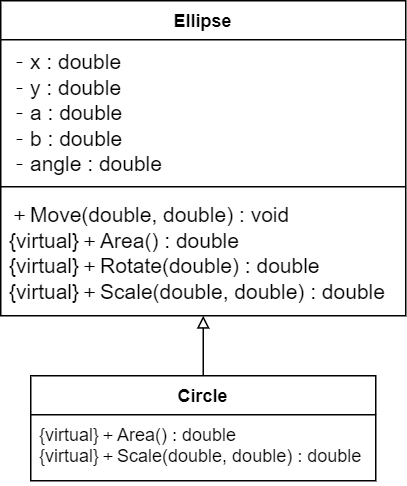 Ellipse
- x : double
- y : double
- a : double
- b : double
- angle : double
+ Move(double, double) : void
{virtual} + Area() : double
{virtual} + Rotate(double) : double
{virtual} + Scale(double, double) : double
Circle
{virtual} + Area() : double
{virtual} + Scale(double, double) : double